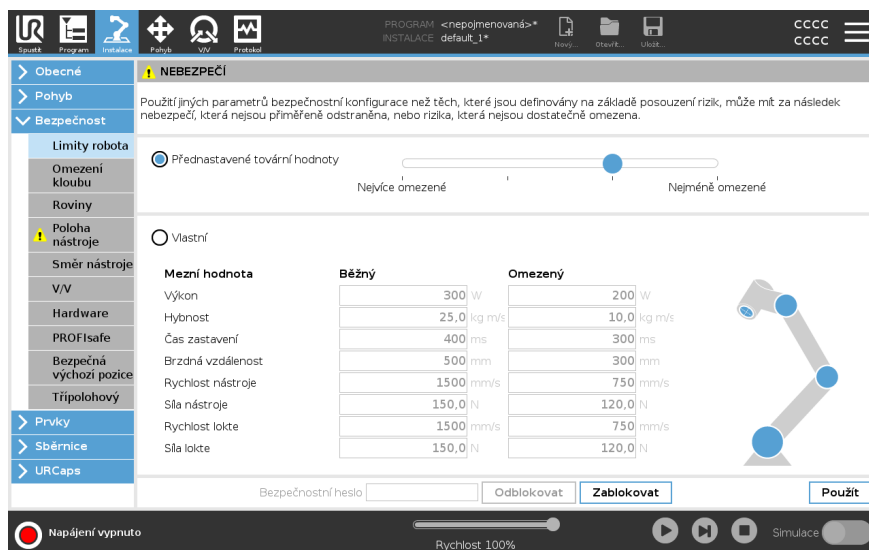 PROGRAM <nepojmenovaná>*
INSTALACE default_1*
cccc
cccc
Spustit Program Instalace Pohyb V/V Protokol Nový... Otevřít... Uložit...
Obecné
Pohyb
Bezpečnost
Limity robota
Omezení
kloubu
Roviny
Poloha
nástroje
Směr nástroje
V/V
Hardware
PROFIsafe
Bezpečná
výchozí pozice
Třípolohový
Prvky
Sběrnice
URCaps
NEBEZPEČÍ
Použití jiných parametrů bezpečnostní konfigurace než těch, které jsou definovány na základě posouzení rizik, může mít za následek
nebezpečí, která nejsou přiměřeně odstraněna, nebo rizika, která nejsou dostatečně omezena.
Přednastavené tovární hodnoty
Nejvíce omezené Nejméně omezené
Vlastní
Mezní hodnota Běžný Omezený
Výkon 300 W 200 W
Hybnost 25,0 kg m/s 10,0 kg m/s
Čas zastavení 400 ms 300 ms
Brzdná vzdálenost 500 mm 300 mm
Rychlost nástroje 1500 mm/s 750 mm/s
Síla nástroje 150,0 N 120,0 N
Rychlost lokte 1500 mm/s 750 mm/s
Síla lokte 150,0 N 120,0 N
Bezpečnostní heslo Odblokovat Zablokovat Použít
Napájení vypnuto
Rychlost 100%
Simulace